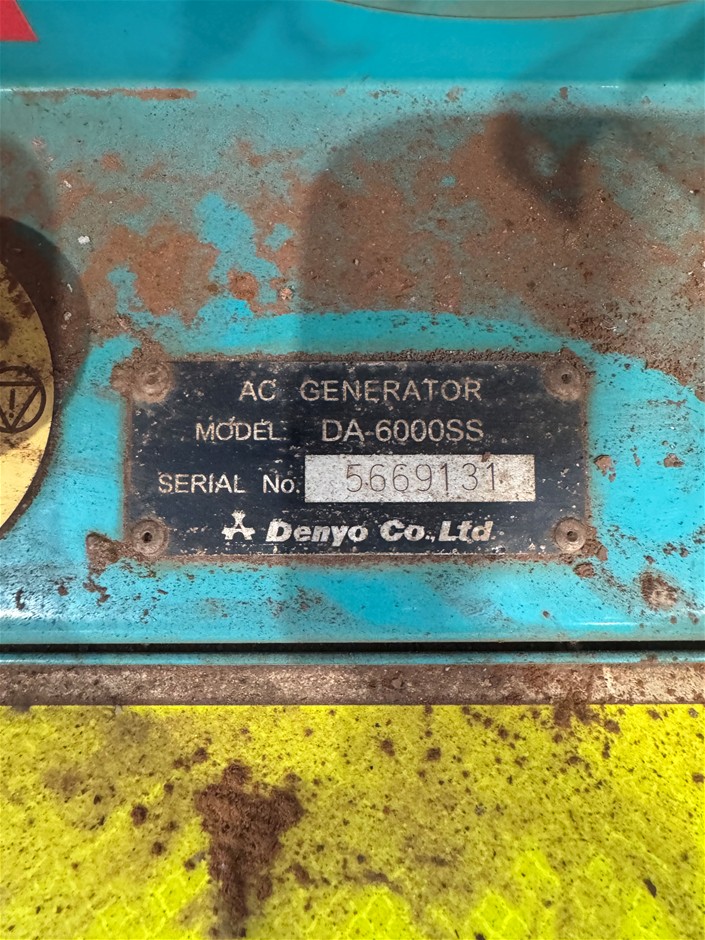 AC GENERATOR
MODEL DA-6000SS
SERIAL No. 5669131
Denyo Co.,Ltd.